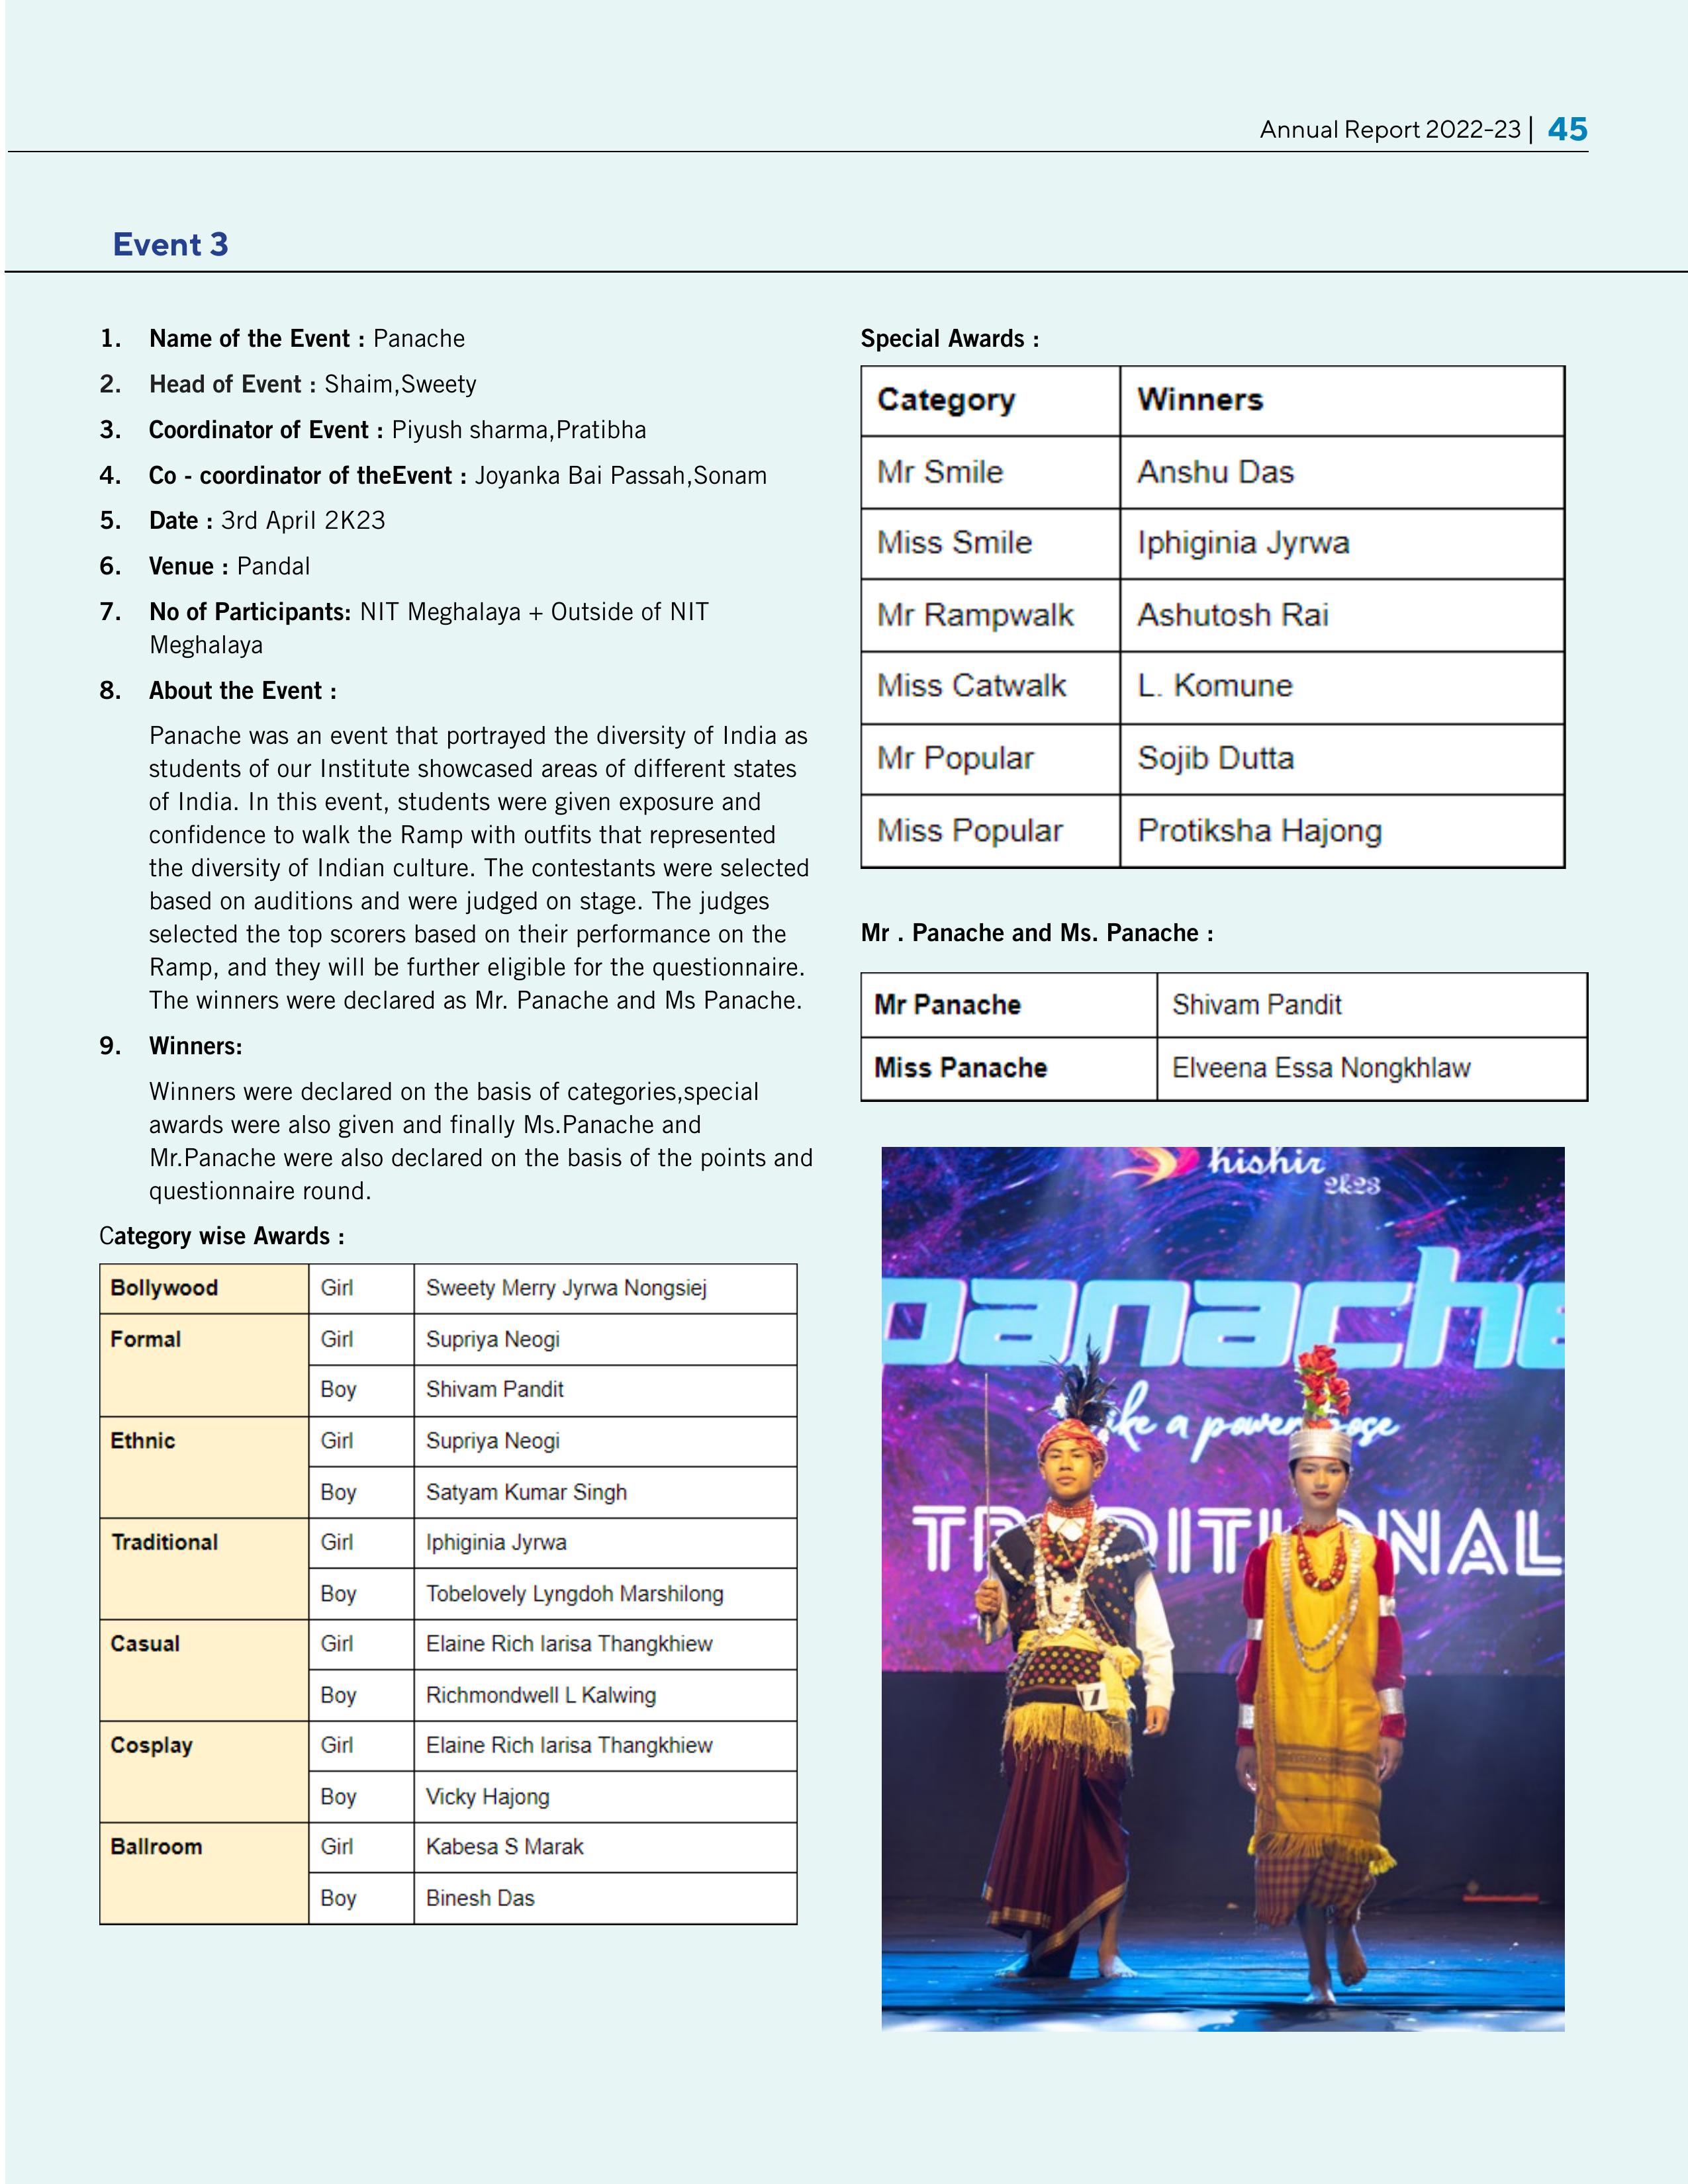 Annual Report 2022-23 | 45
Event 3
1. Name of the Event : Panache
2. Head of Event : Shaim,Sweety
3. Coordinator of Event : Piyush sharma,Pratibha
4. Co - coordinator of theEvent : Joyanka Bai Passah,Sonam
5. Date : 3rd April 2K23
6. Venue : Pandal
7. No of Participants: NIT Meghalaya + Outside of NIT
Meghalaya
8. About the Event :
Panache was an event that portrayed the diversity of India as
students of our Institute showcased areas of different states
of India. In this event, students were given exposure and
confidence to walk the Ramp with outfits that represented
the diversity of Indian culture. The contestants were selected
based on auditions and were judged on stage. The judges
selected the top scorers based on their performance on the
Ramp, and they will be further eligible for the questionnaire.
The winners were declared as Mr. Panache and Ms Panache.
9. Winners:
Winners were declared on the basis of categories,special
awards were also given and finally Ms.Panache and
Mr.Panache were also declared on the basis of the points and
questionnaire round.
Category wise Awards :
Bollywood Girl Sweety Merry Jyrwa Nongsiej
Formal Girl Supriya Neogi
Boy Shivam Pandit
Ethnic Girl Supriya Neogi
Boy Satyam Kumar Singh
Traditional Girl Iphiginia Jyrwa
Boy Tobelovely Lyngdoh Marshilong
Casual Girl Elaine Rich Iarisa Thangkhiew
Boy Richmondwell L Kalwing
Cosplay Girl Elaine Rich Iarisa Thangkhiew
Boy Vicky Hajong
Ballroom Girl Kabesa S Marak
Boy Binesh Das
Special Awards :
Category Winners
Mr Smile Anshu Das
Miss Smile Iphiginia Jyrwa
Mr Rampwalk Ashutosh Rai
Miss Catwalk L. Komune
Mr Popular Sojib Dutta
Miss Popular Protiksha Hajong
Mr . Panache and Ms. Panache :
Mr Panache Shivam Pandit
Miss Panache Elveena Essa Nongkhlaw
hishir
2k23
panache
ike a power pose
TRADITIONAL